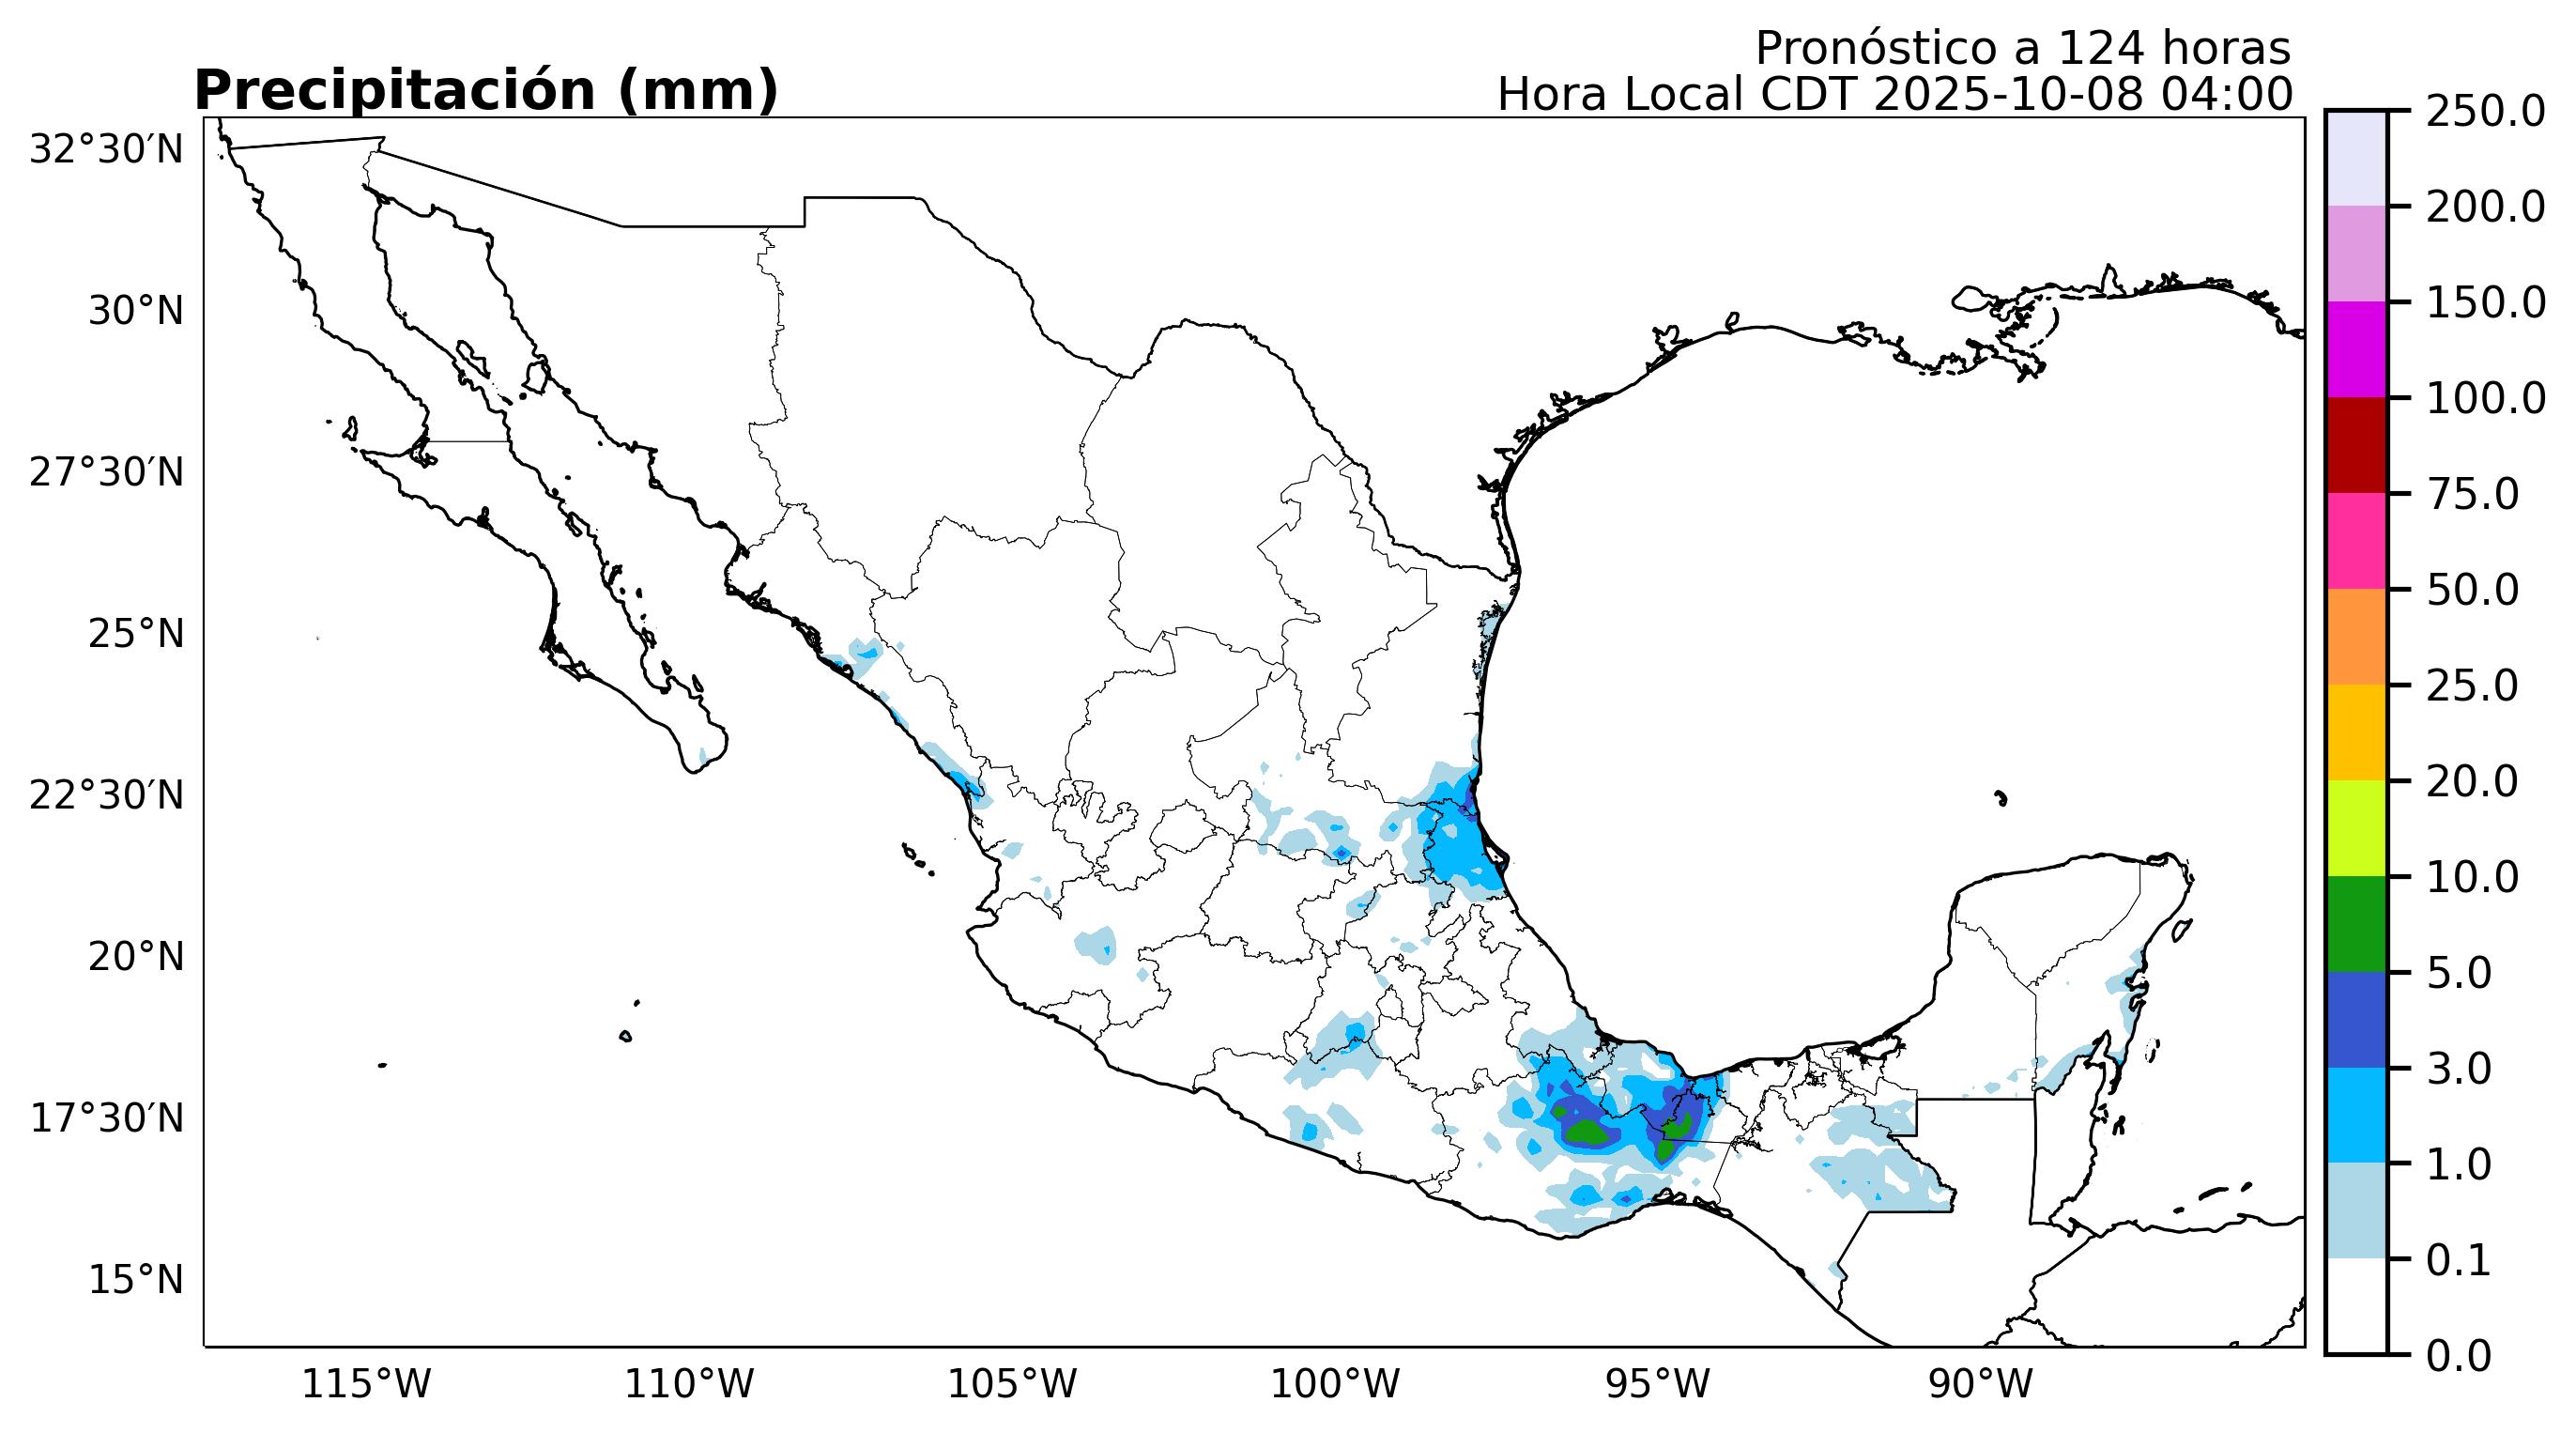 Pronóstico a 124 horas
Precipitación (mm)
Hora Local CDT 2025-10-08 04:00
32°30′N
30°N
27°30′N
25°N
22°30′N
20°N
17°30′N
15°N
115°W
110°W
105°W
100°W
95°W
90°W
250.0
200.0
150.0
100.0
75.0
50.0
25.0
20.0
10.0
5.0
3.0
1.0
0.1
0.0